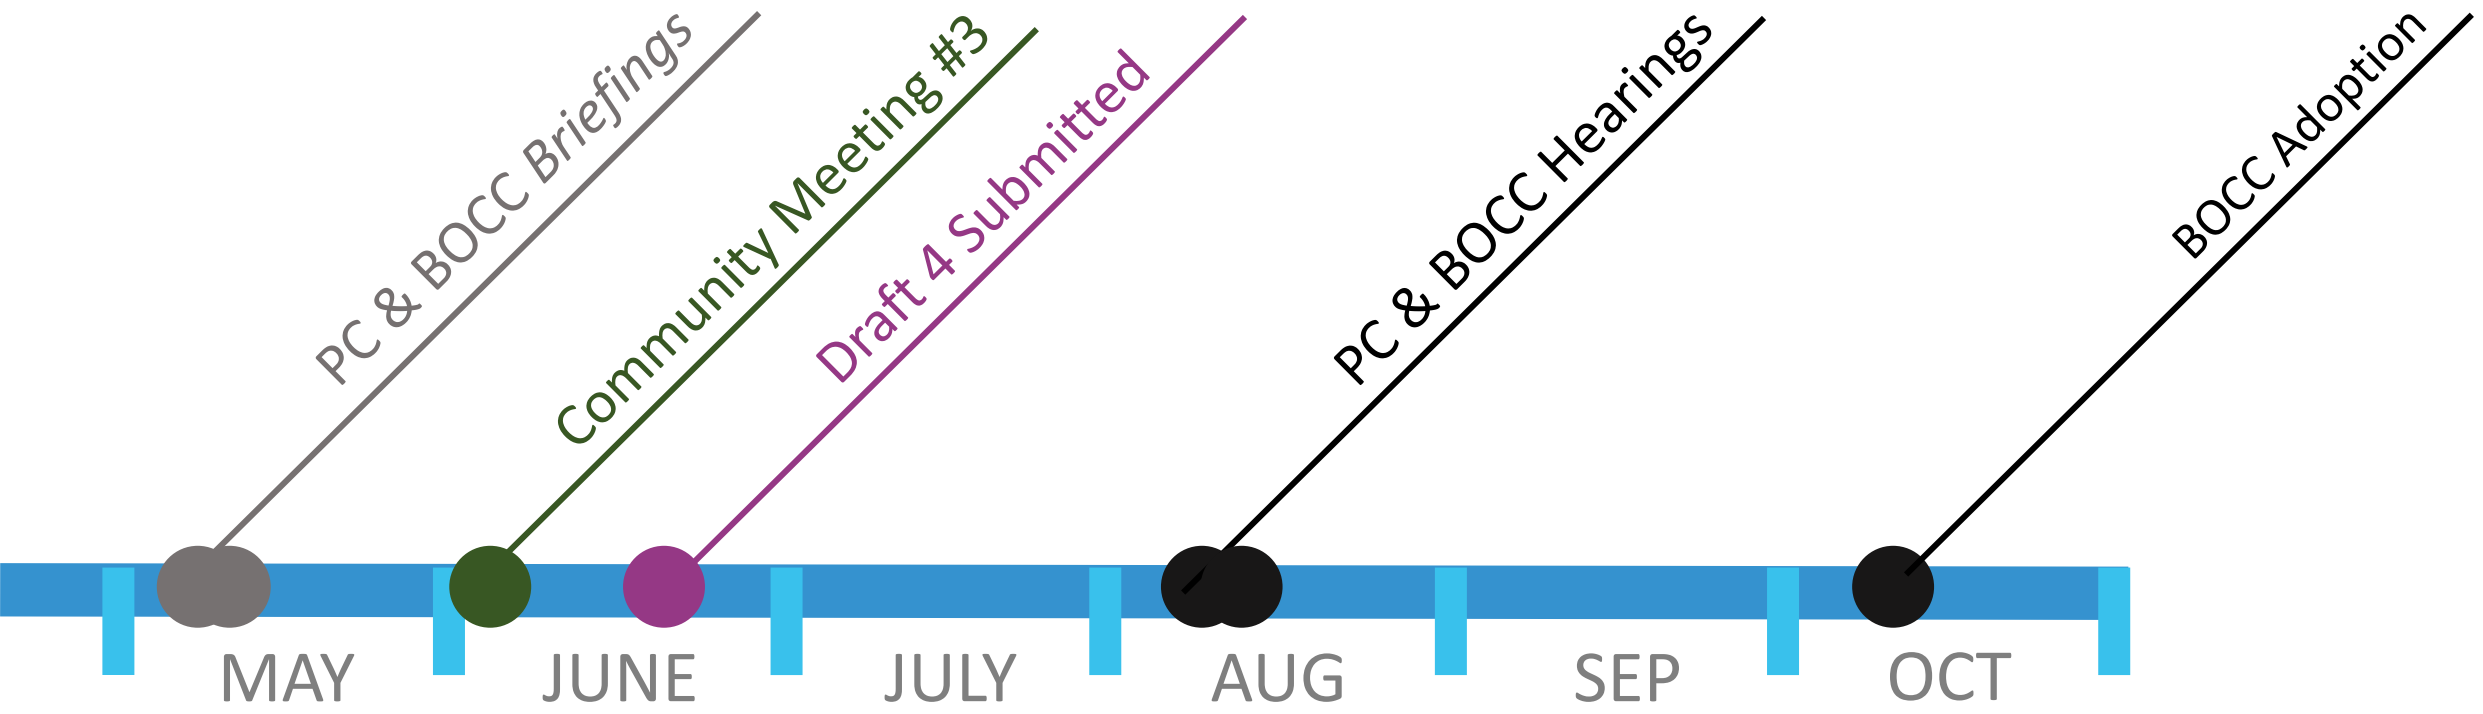 PC & BOCC Briefings
Community Meeting #3
Draft 4 Submitted
PC & BOCC Hearings
BOCC Adoption
MAY
JUNE
JULY
AUG
SEP
OCT